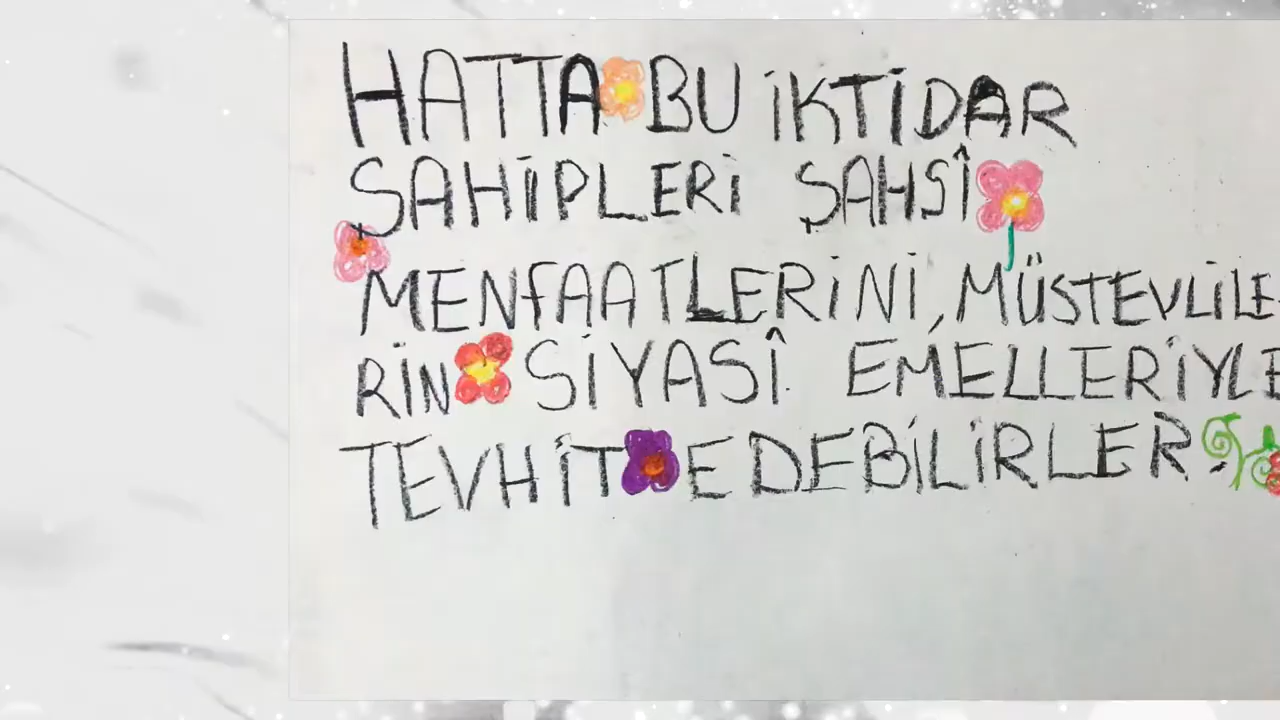 HATTA BU İKTİDAR
SAHİPLERİ ŞAHSÎ
MENFAATLERİNİ, MÜSTEVLİLE
RİN SİYASÎ EMELLERİYLE
TEVHİT EDEBİLİRLER.